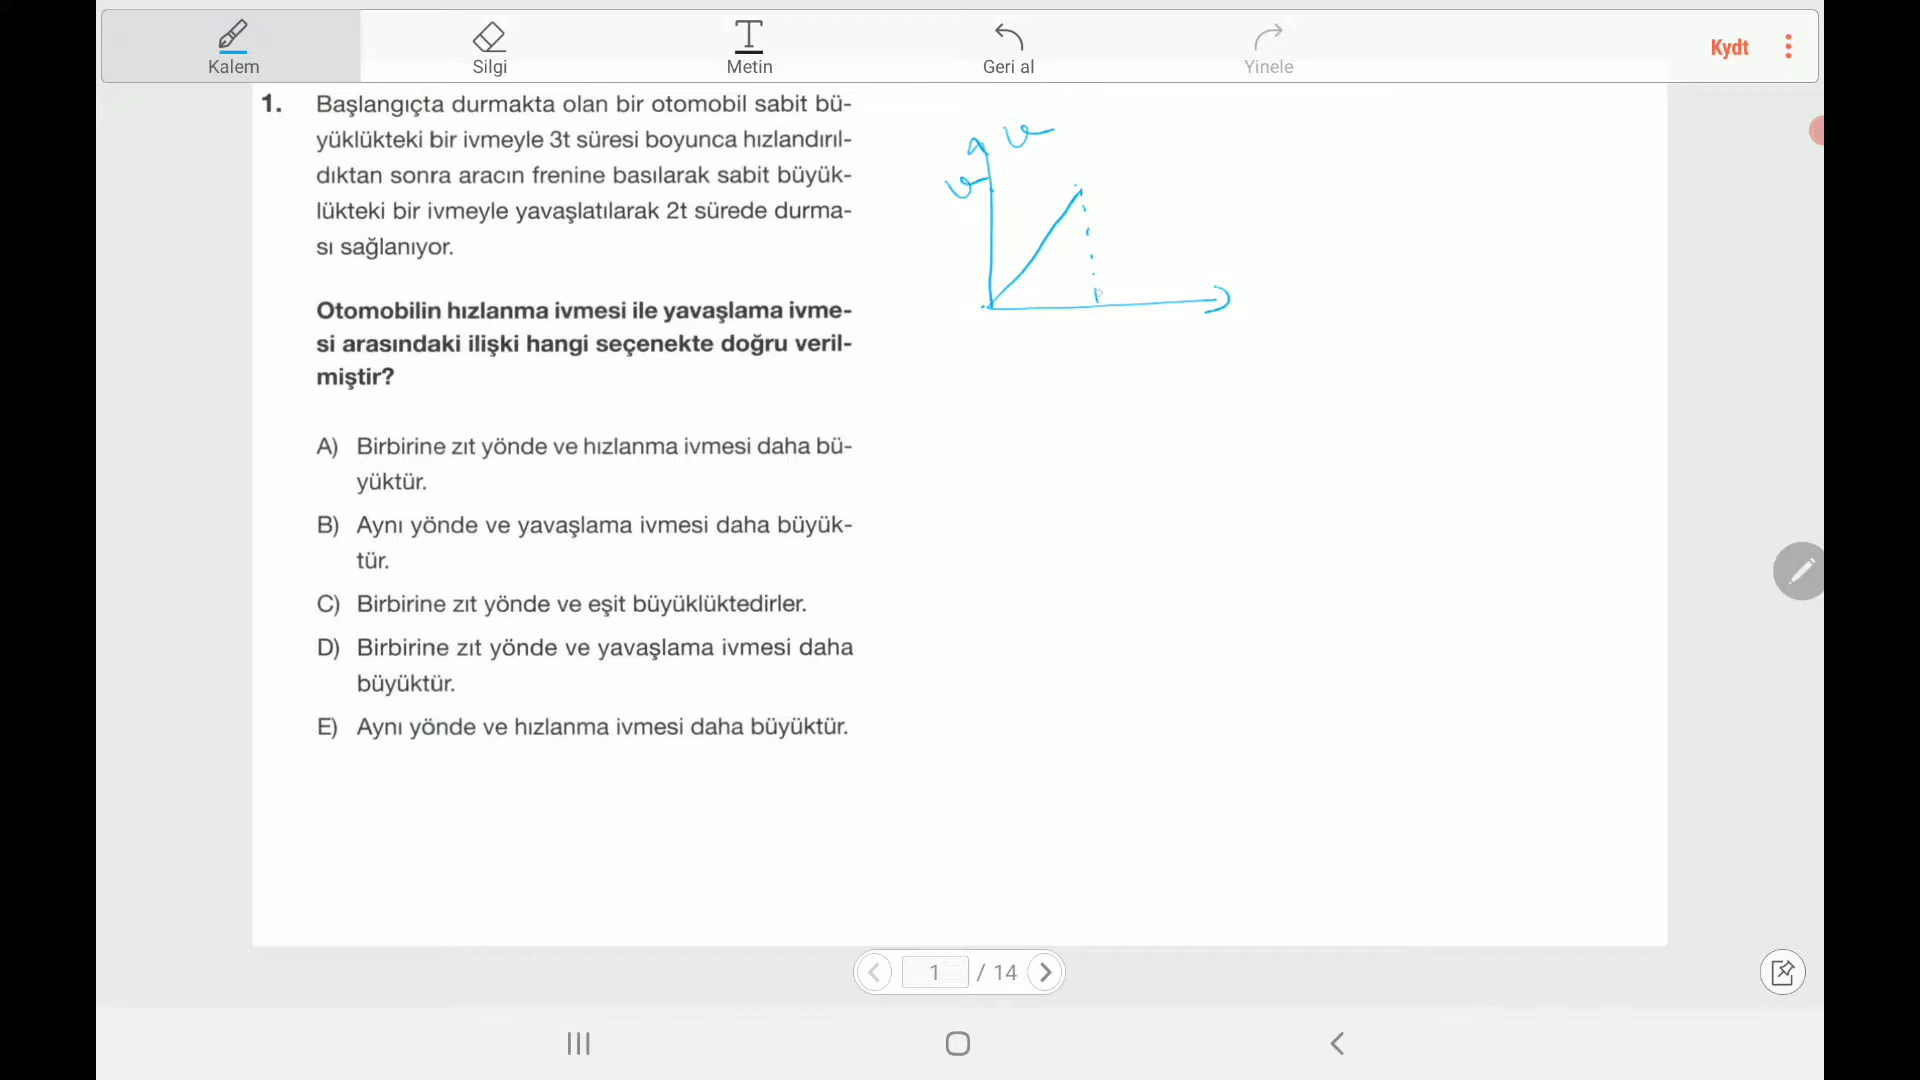 Kalem
Silgi
Metin
Geri al
Yinele
Kydt
1. Başlangıçta durmakta olan bir otomobil sabit bü-
yüklükteki bir ivmeyle 3t süresi boyunca hızlandırıl-
dıktan sonra aracın frenine basılarak sabit büyük-
lükteki bir ivmeyle yavaşlatılarak 2t sürede durma-
sı sağlanıyor.
Otomobilin hızlanma ivmesi ile yavaşlama ivme-
si arasındaki ilişki hangi seçenekte doğru veril-
miştir?
A) Birbirine zıt yönde ve hızlanma ivmesi daha bü-
yüktür.
B) Aynı yönde ve yavaşlama ivmesi daha büyük-
tür.
C) Birbirine zıt yönde ve eşit büyüklüktedirler.
D) Birbirine zıt yönde ve yavaşlama ivmesi daha
büyüktür.
E) Aynı yönde ve hızlanma ivmesi daha büyüktür.
v
v
1 / 14